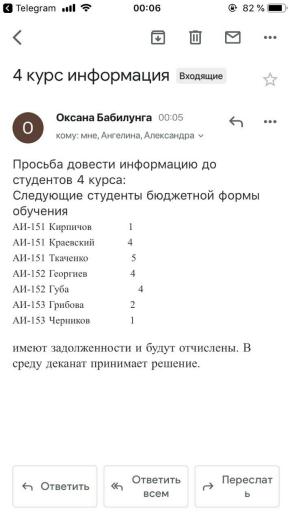 Telegram 00:06 82 %
4 курс информация Входящие
О Оксана Бабилунга 00:05
кому: мне, Ангелина, Александра
Просьба довести информацию до
студентов 4 курса:
Следующие студенты бюджетной формы
обучения
АИ-151 Кирпичов 1
АИ-151 Краевский 4
АИ-151 Ткаченко 5
АИ-152 Георгиев 4
АИ-152 Губа 4
АИ-153 Грибова 2
АИ-153 Черников 1
имеют задолженности и будут отчислены. В
среду деканат принимает решение.
Ответить
Ответить
всем
Переслат
ь